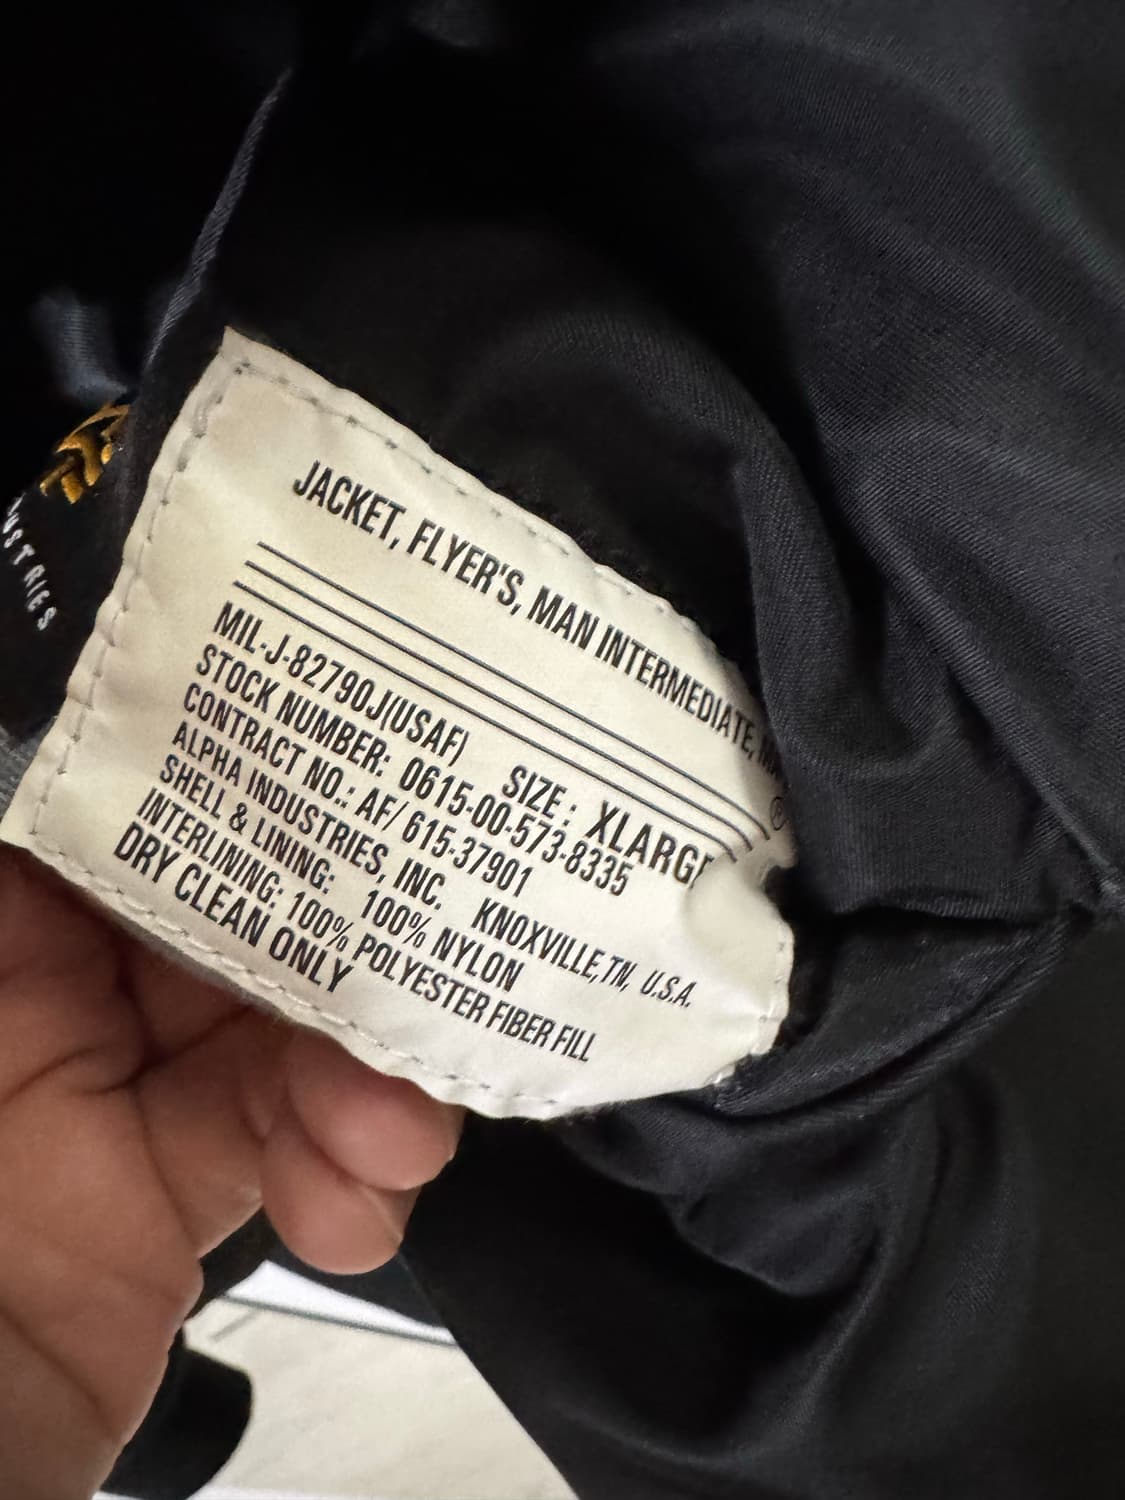 JACKET, FLYER'S, MAN INTERMEDIATE,
MIL-J-82790J(USAF) SIZE: XLARGE
STOCK NUMBER: 0615-00-573-8335
CONTRACT NO.: AF/ 615-37901
ALPHA INDUSTRIES, INC. KNOXVILLE, TN, U.S.A.
SHELL & LINING: 100% NYLON
INTERLINING: 100% POLYESTER FIBER FILL
DRY CLEAN ONLY
USTRIES